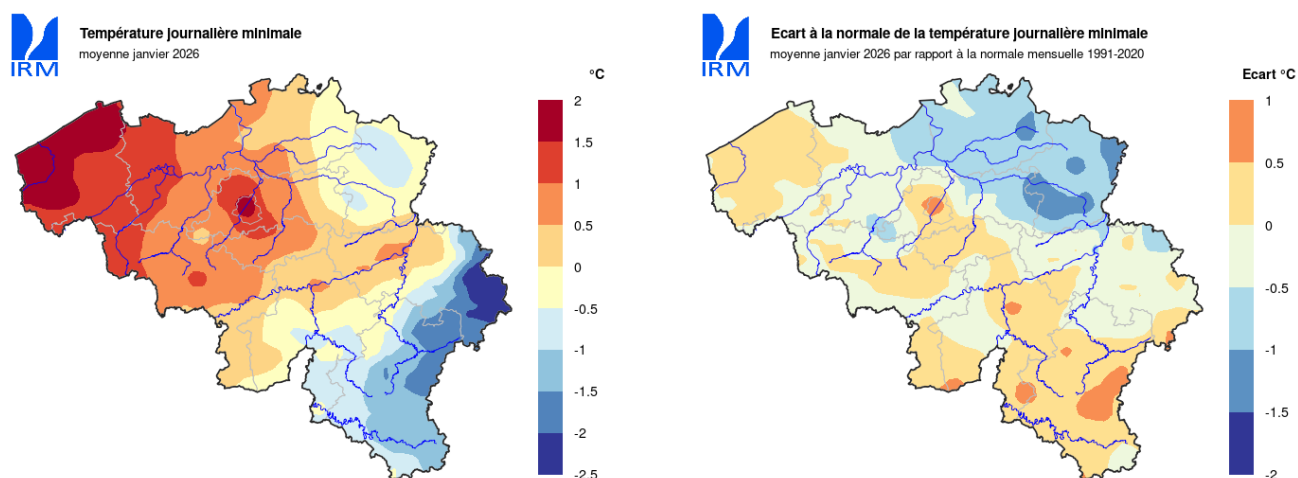 Température journalière minimale
moyenne janvier 2026
IRM
°C
2
1.5
1
0.5
0
-0.5
-1
-1.5
-2
-2.5
Ecart à la normale de la température journalière minimale
moyenne janvier 2026 par rapport à la normale mensuelle 1991-2020
IRM
Ecart °C
1
0.5
0
-0.5
-1
-1.5
-2